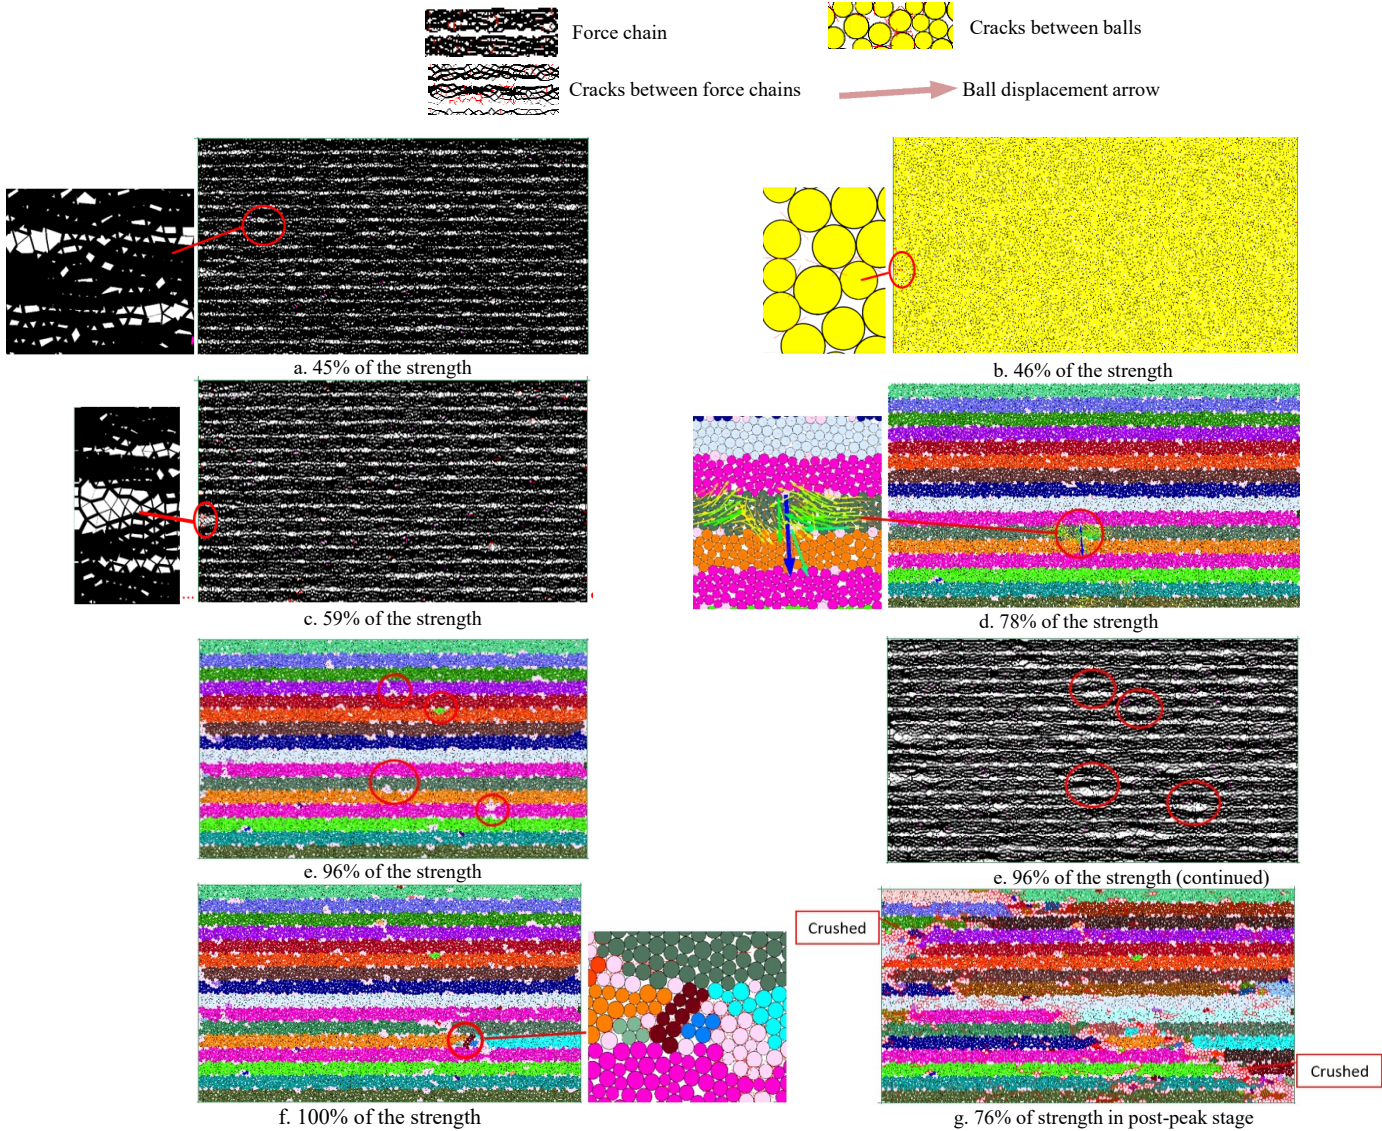 Force chain
Cracks between balls
Cracks between force chains
Ball displacement arrow
a. 45% of the strength
b. 46% of the strength
c. 59% of the strength
d. 78% of the strength
e. 96% of the strength
e. 96% of the strength (continued)
Crushed
Crushed
f. 100% of the strength
g. 76% of strength in post-peak stage